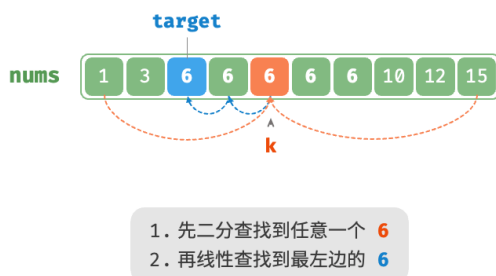 target
nums 1 3 6 6 6 6 6 10 12 15
k
1. 先二分查找到任意一个 6
2. 再线性查找到最左边的 6